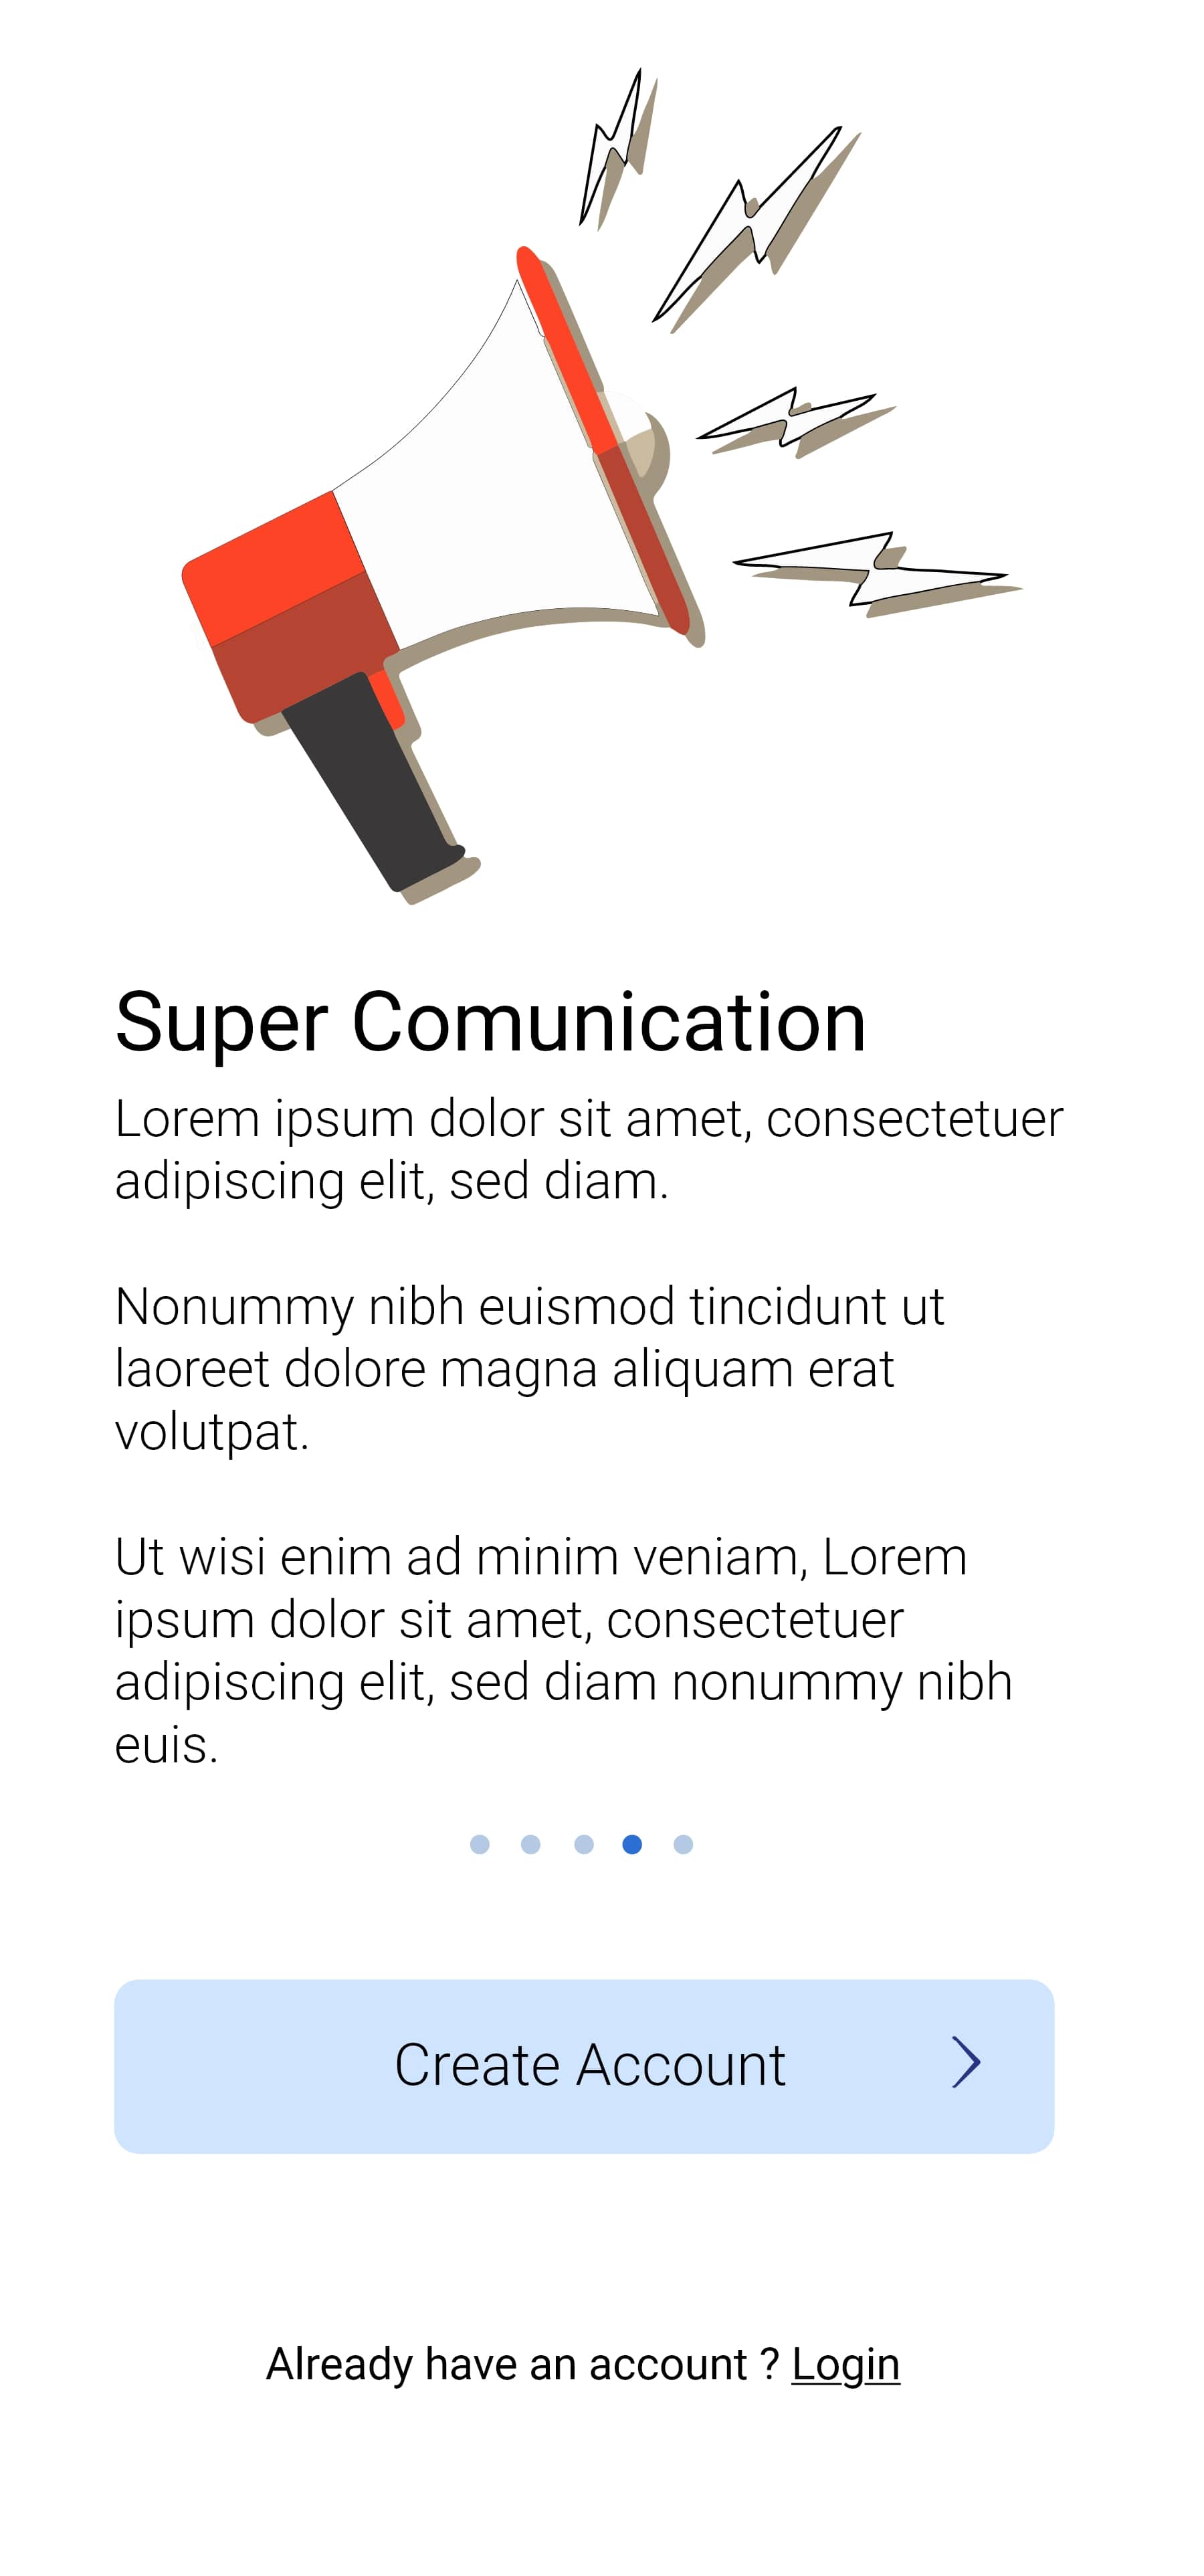 Super Comunication
Lorem ipsum dolor sit amet, consectetuer
adipiscing elit, sed diam.
Nonummy nibh euismod tincidunt ut
laoreet dolore magna aliquam erat
volutpat.
Ut wisi enim ad minim veniam, Lorem
ipsum dolor sit amet, consectetuer
adipiscing elit, sed diam nonummy nibh
euis.
Create Account
Already have an account ? Login